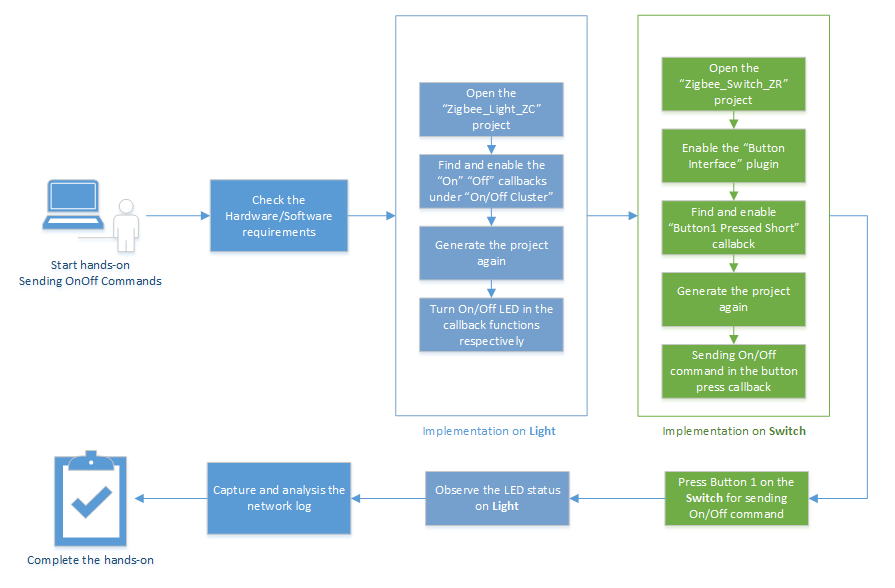 Start hands-on
Sending OnOff Commands
Check the
Hardware/Software
requirements
Open the
“Zigbee_Light_ZC”
project
Find and enable the
“On” “Off” callbacks
under “On/Off Cluster”
Generate the project
again
Turn On/Off LED in the
callback functions
respectively
Implementation on Light
Open the
“Zigbee_Switch_ZR”
project
Enable the “Button
Interface” plugin
Find and enable
“Button1 Pressed Short”
callabck
Generate the project
again
Sending On/Off
command in the button
press callback
Implementation on Switch
Press Button 1 on the
Switch for sending
On/Off command
Observe the LED status
on Light
Capture and analysis the
network log
Complete the hands-on